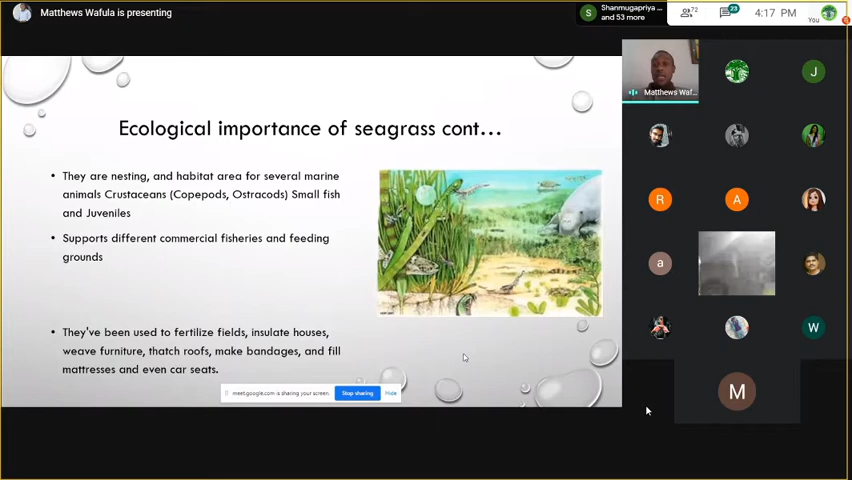 Matthews Wafula is presenting
Shanmugapriya ...
and 53 more
72
23
4:17 PM
You
Ecological importance of seagrass cont...
• They are nesting, and habitat area for several marine
animals Crustaceans (Copepods, Ostracods) Small fish
and Juveniles
• Supports different commercial fisheries and feeding
grounds
• They've been used to fertilize fields, insulate houses,
weave furniture, thatch roofs, make bandages, and fill
mattresses and even car seats.
meet.google.com is sharing your screen.
Stop sharing
Hide
Matthews Waf...
S
J
R
A
a
W
M